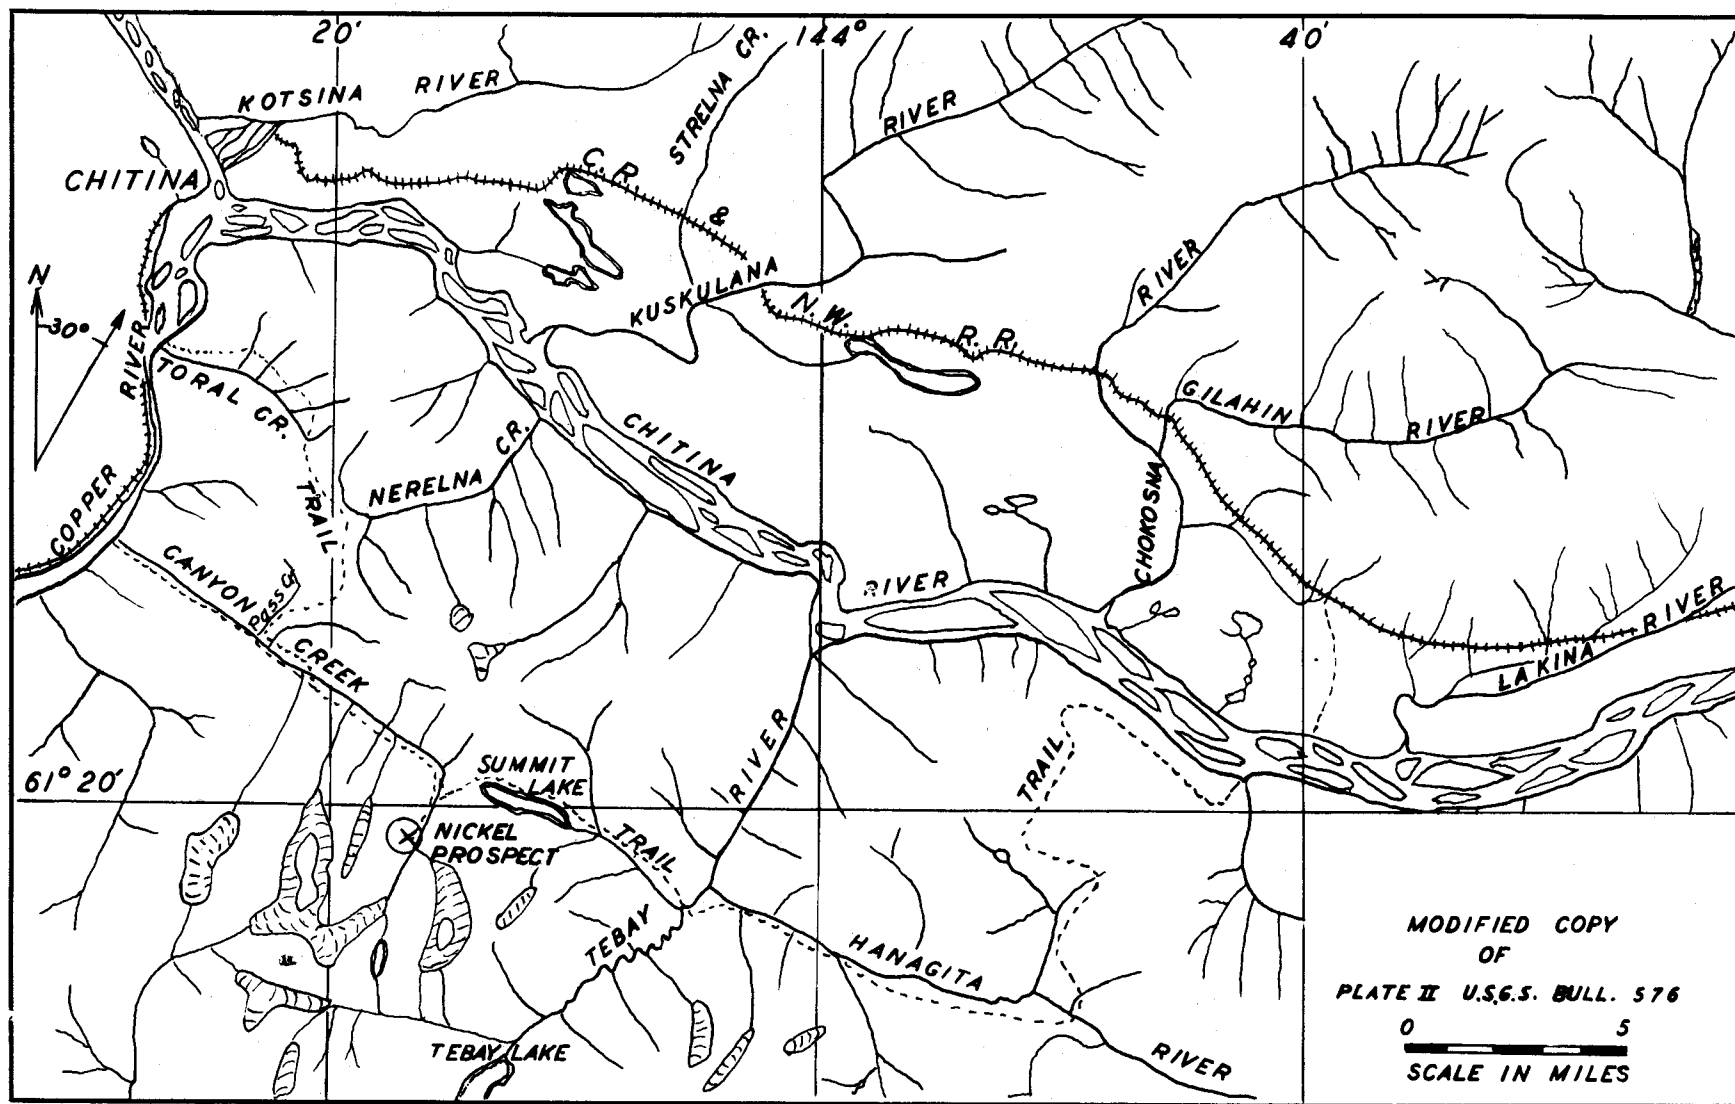 20'
144°
40'
KOTSINA RIVER
STRELNA CR.
RIVER
CHITINA
C. R.
&
N. W.
R. R.
KUSKULANA
RIVER
N
30°
RIVER
COPPER
TORAL CR.
TRAIL
NERELNA CR.
CHITINA
RIVER
GILAHIN
RIVER
CHOKOSNA
CANYON
CREEK
Pass Cr
LAKINA
RIVER
61° 20'
SUMMIT
LAKE
RIVER
TRAIL
TRAIL
NICKEL
PROSPECT
TEBAY
HANAGITA
RIVER
TEBAY LAKE
MODIFIED COPY
OF
PLATE II U.S.G.S. BULL. 576
0 5
SCALE IN MILES